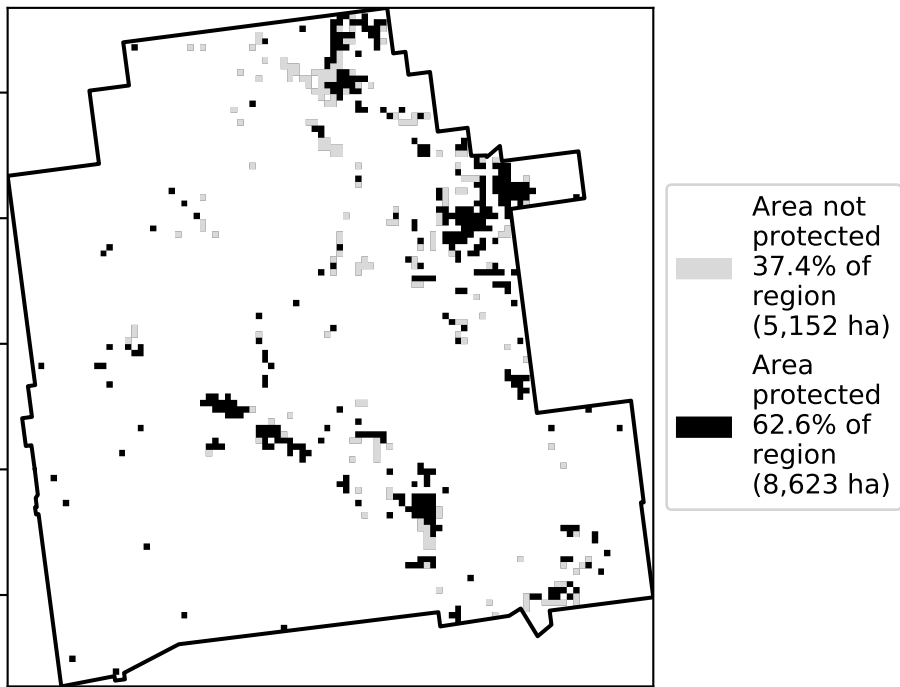 Area not
protected
37.4% of
region
(5,152 ha)
Area
protected
62.6% of
region
(8,623 ha)